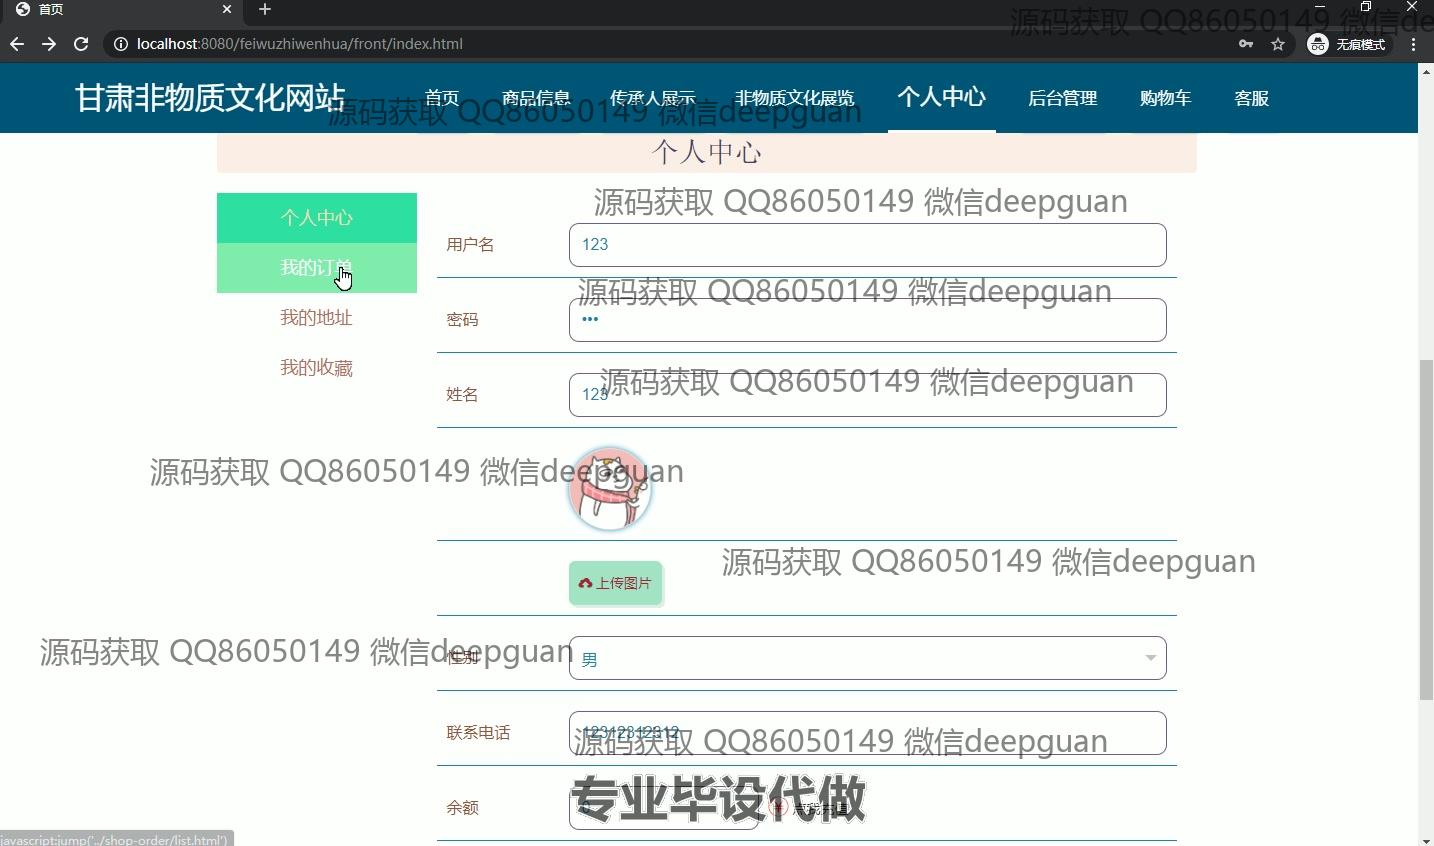 首页
localhost:8080/feiwuzhiwenhua/front/index.html
无痕模式
源码获取 QQ86050149 微信de
甘肃非物质文化网站
首页 商品信息 传承人展示 非物质文化展览 个人中心 后台管理 购物车 客服
源码获取 QQ86050149 微信deepguan
个人中心
个人中心
我的订单
我的地址
我的收藏
源码获取 QQ86050149 微信deepguan
用户名 123
源码获取 QQ86050149 微信deepguan
密码 •••
源码获取 QQ86050149 微信deepguan
姓名 123
源码获取 QQ86050149 微信deepguan
源码获取 QQ86050149 微信deepguan
上传图片
源码获取 QQ86050149 微信deepguan
性别 男
联系电话 12312312312
源码获取 QQ86050149 微信deepguan
专业毕设代做
余额 0 点我充值
javascript:jump('../shop-order/list.html')